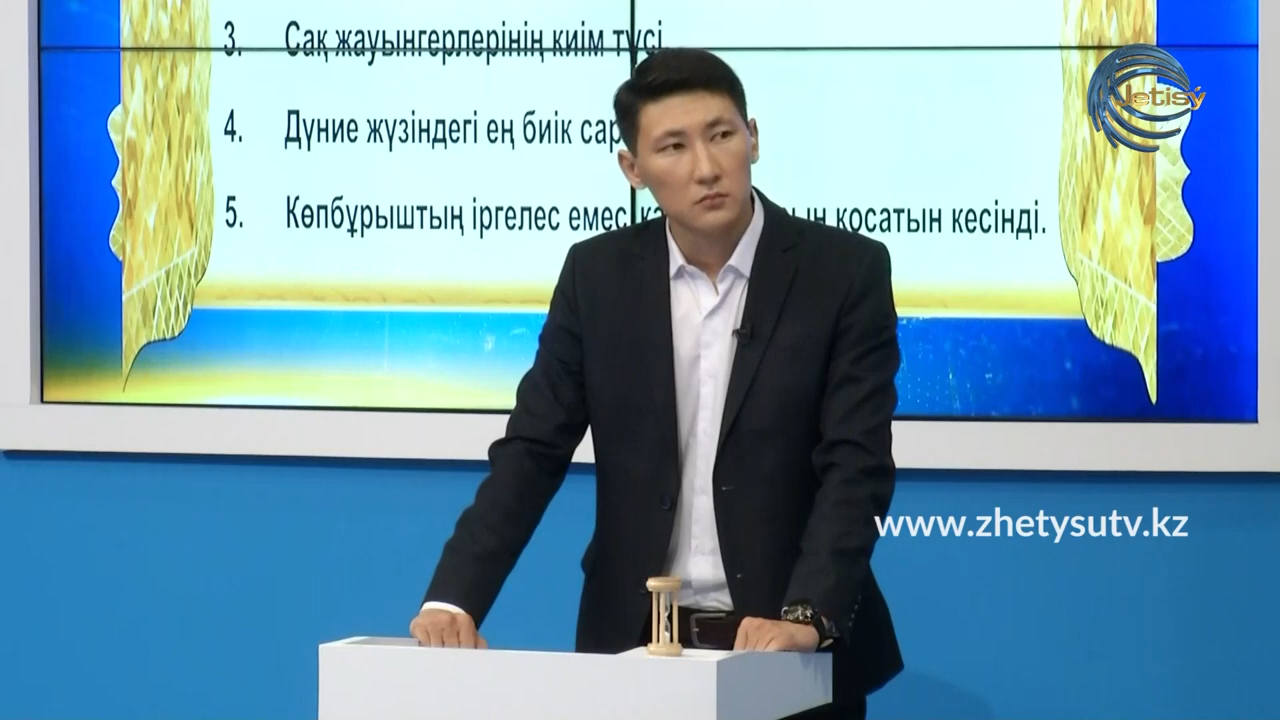 3. Сақ жауынгерлерінің киім түсі
Jetisý
4. Дүние жүзіндегі ең биік
5. Көпбұрыштың іргелес емес қосатын кесінді.
www.zhetysutv.kz